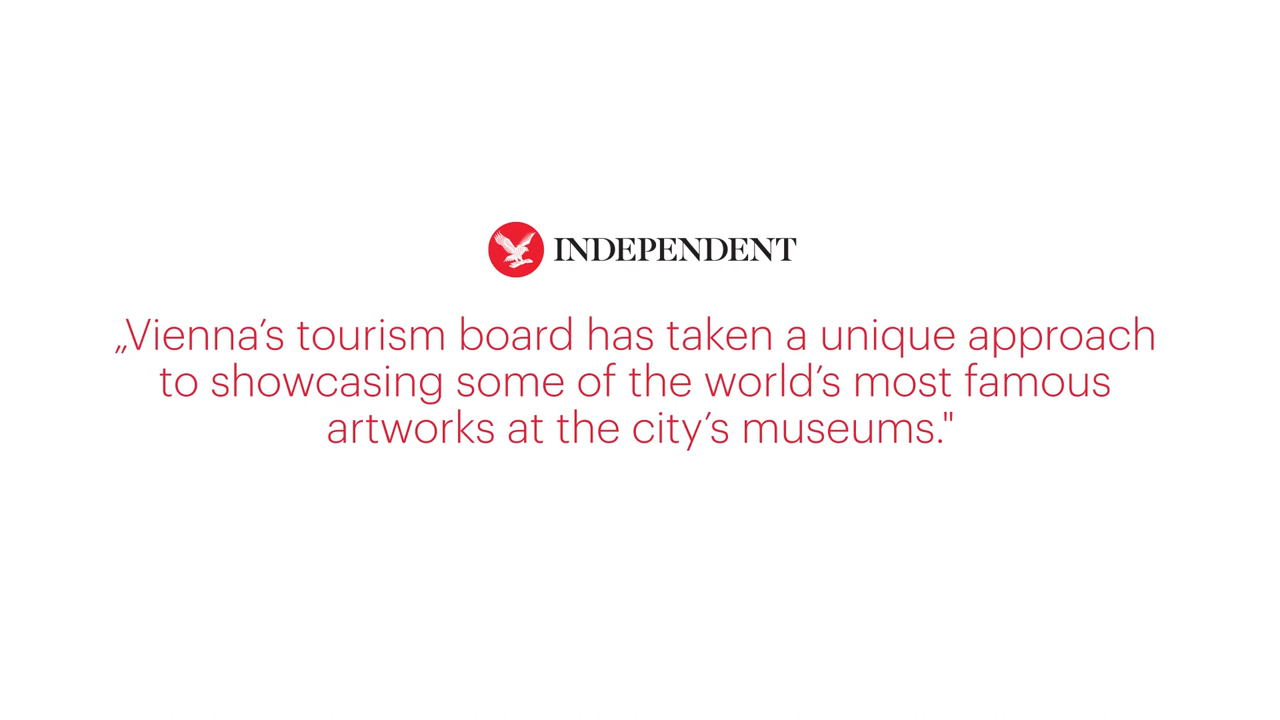 INDEPENDENT
„Vienna’s tourism board has taken a unique approach
to showcasing some of the world’s most famous
artworks at the city’s museums."